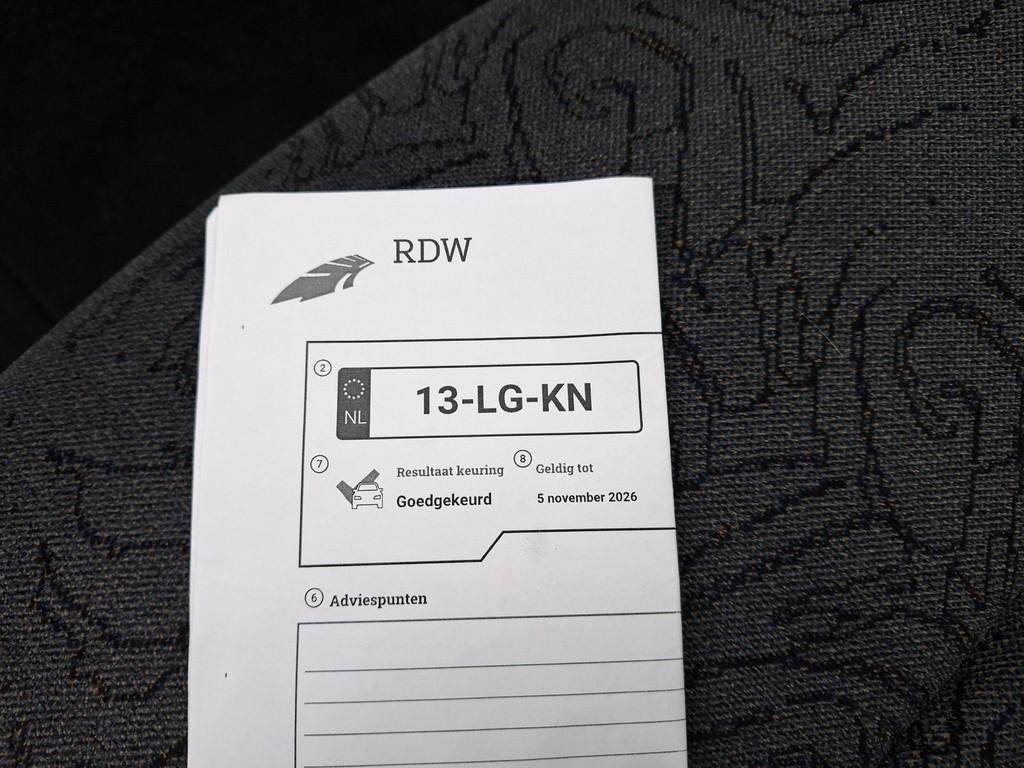 RDW
2
NL 13-LG-KN
7 Resultaat keuring 8 Geldig tot
Goedgekeurd 5 november 2026
6 Adviespunten